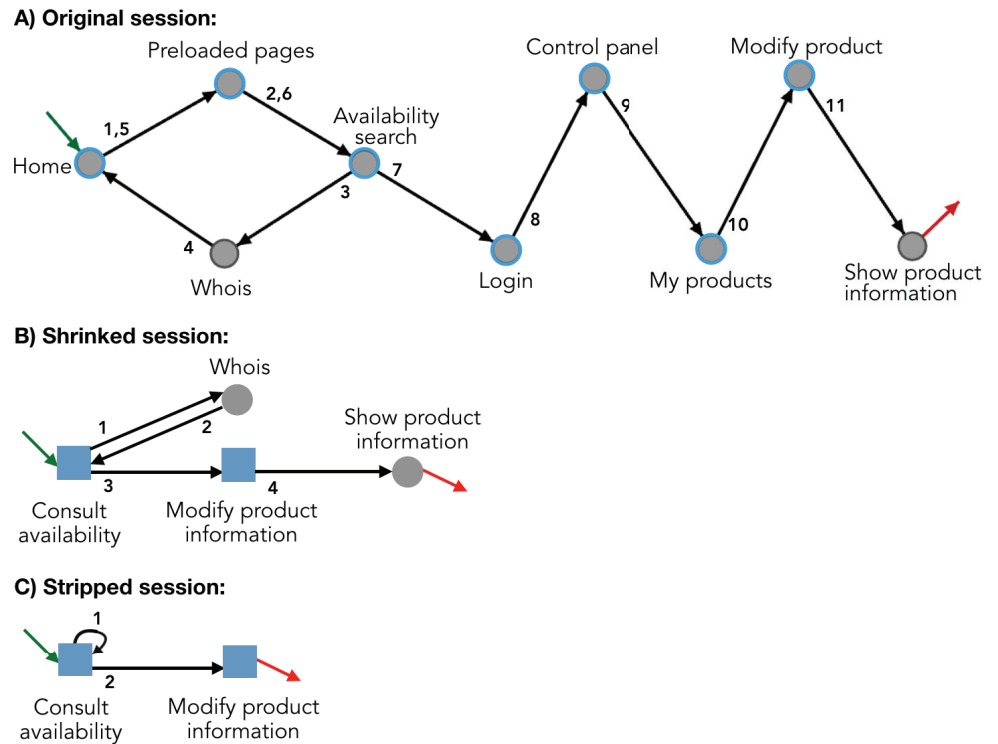 A) Original session:
Preloaded pages
Control panel
Modify product
2,6
9
11
Availability
search
1,5
Home
7
3
4
8
10
Whois
Login
My products
Show product
information
B) Shrinked session:
Whois
1
2
Show product
information
3
4
Consult
availability
Modify product
information
C) Stripped session:
1
2
Consult
availability
Modify product
information